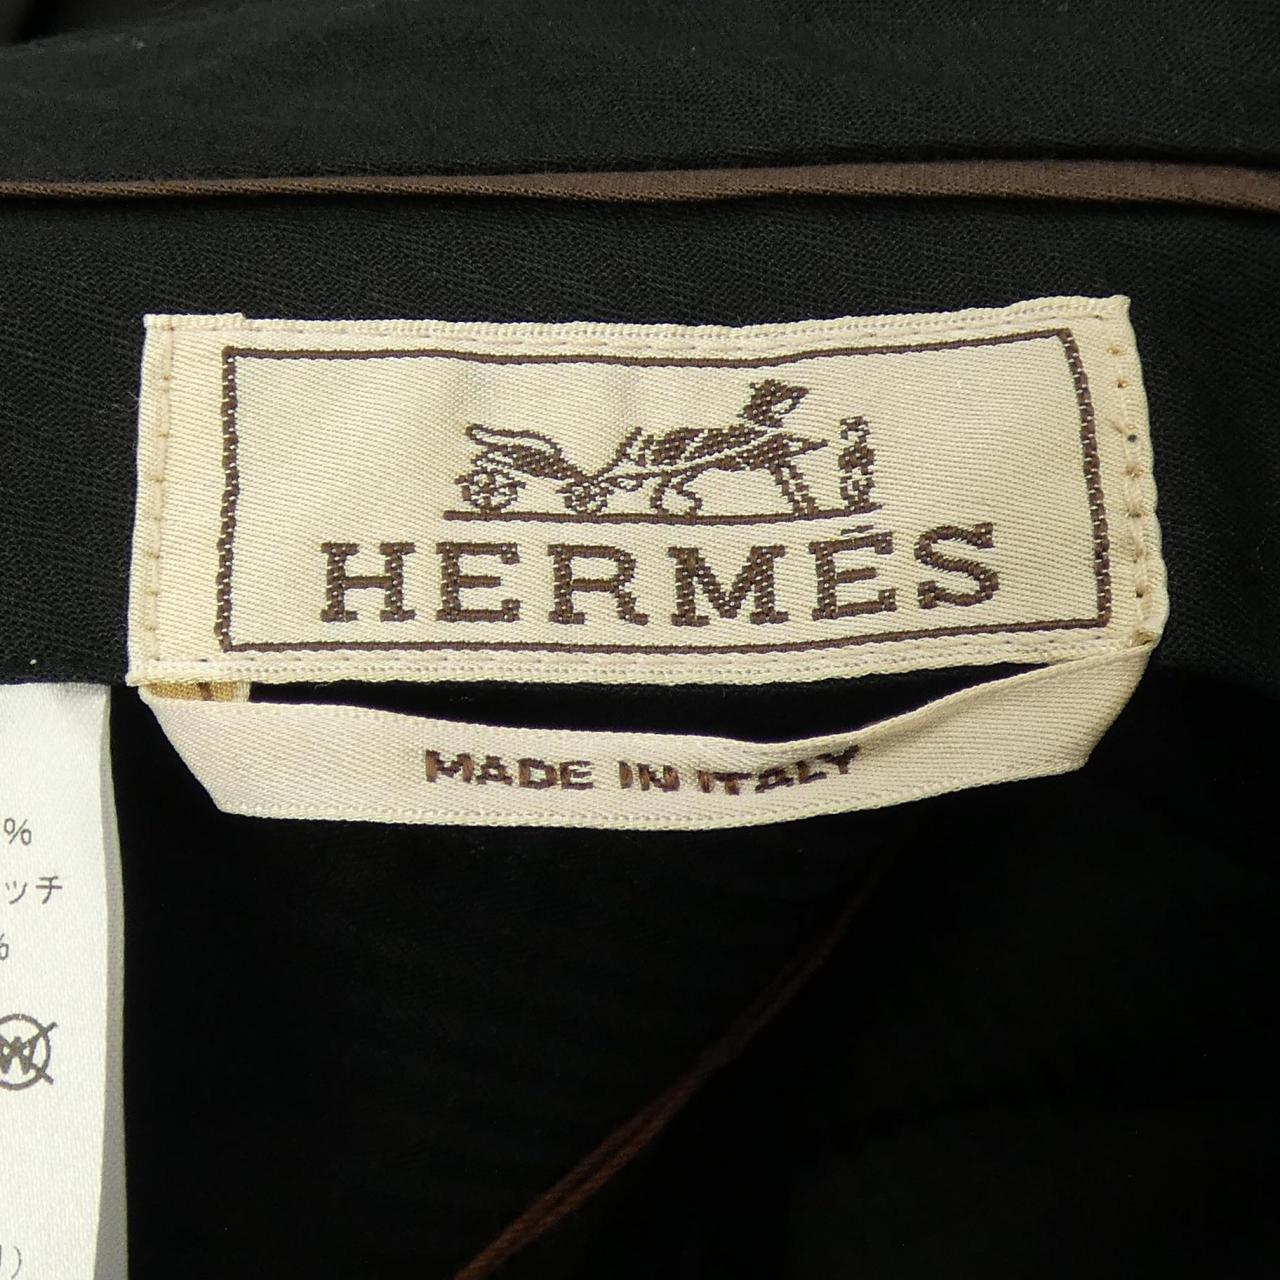 HERMÈS
MADE IN ITALY
%
ッチ
%
W